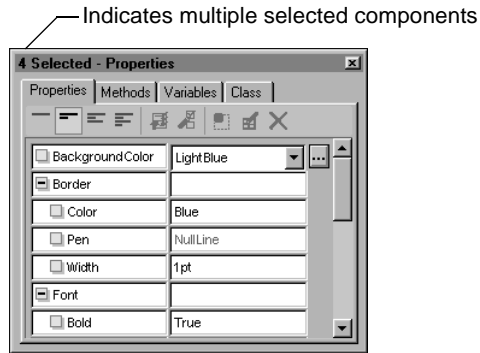 Indicates multiple selected components
4 Selected - Properties
Properties Methods Variables Class
BackgroundColor LightBlue ...
Border
Color Blue
Pen NullLine
Width 1pt
Font
Bold True